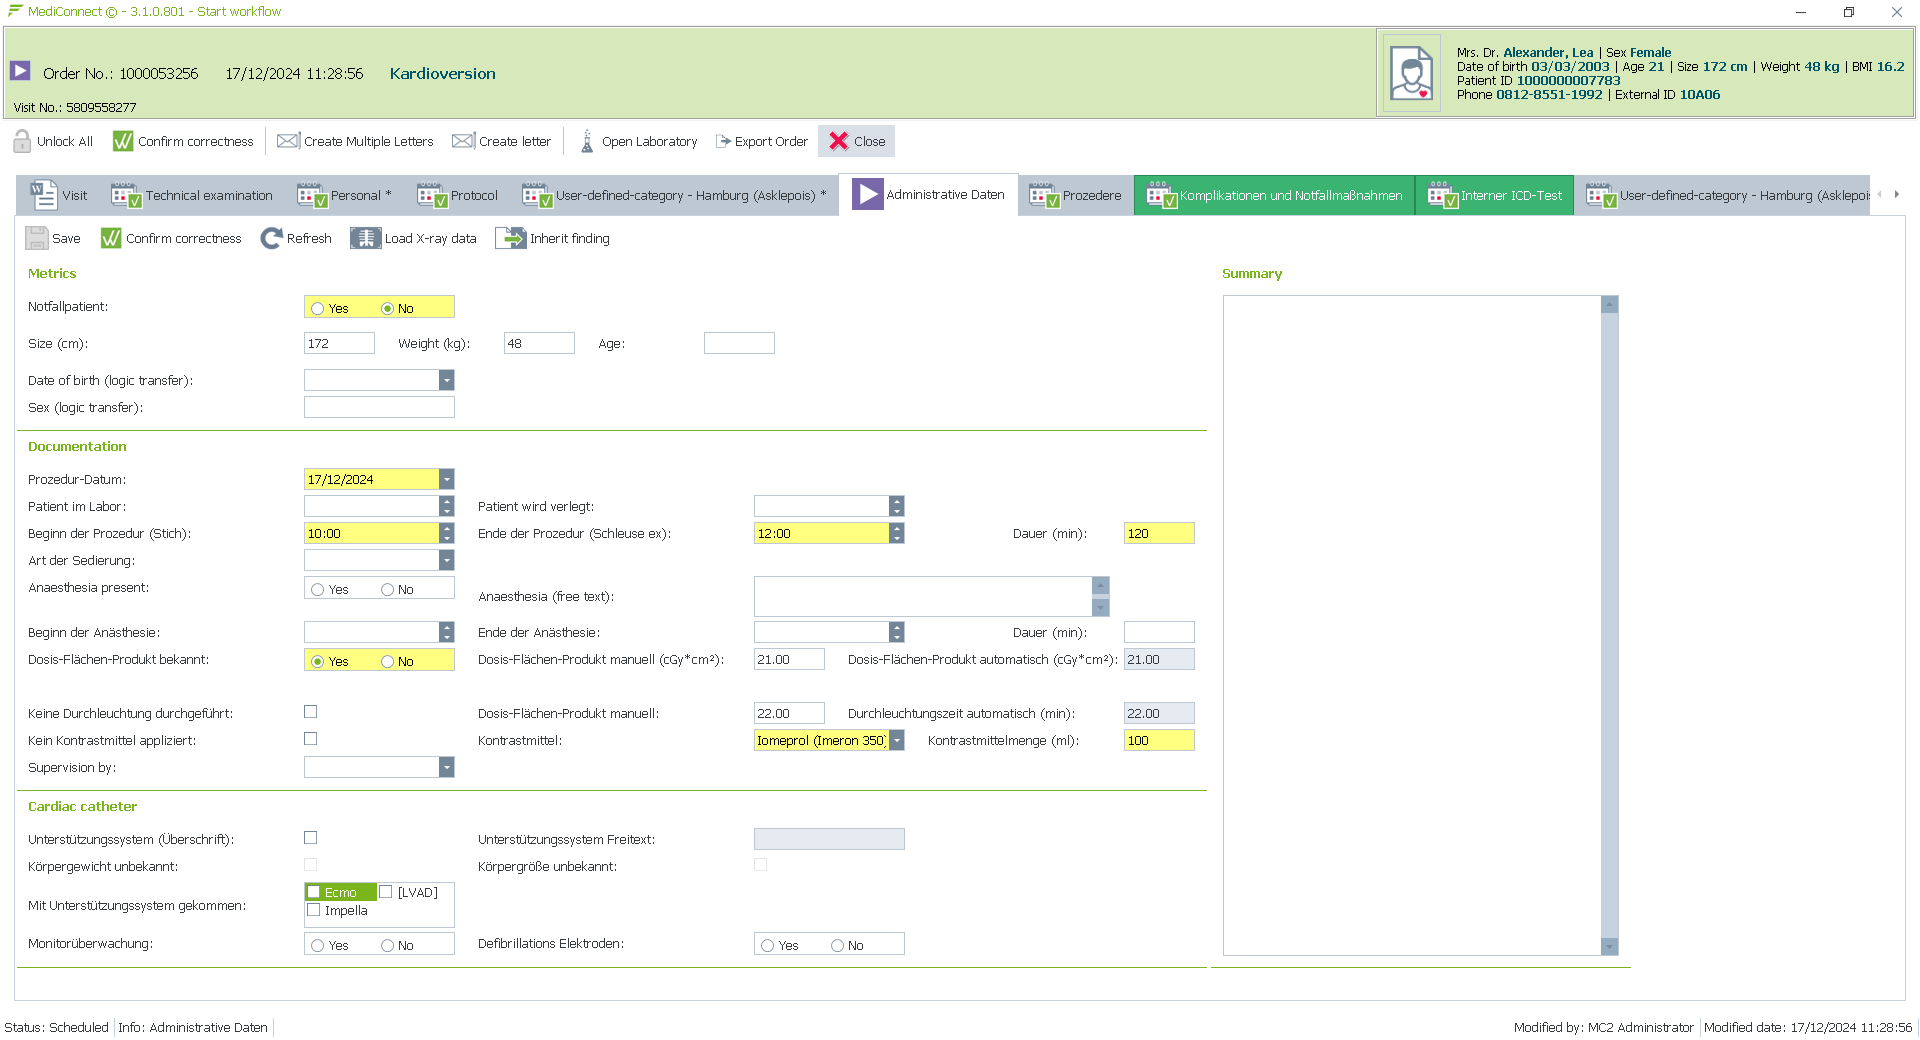 MediConnect © - 3.1.0.801 - Start workflow
Order No.: 1000053256 17/12/2024 11:28:56 Kardioversion
Visit No.: 5809558277
Mrs. Dr. Alexander, Lea | Sex Female
Date of birth 03/03/2003 | Age 21 | Size 172 cm | Weight 48 kg | BMI 16.2
Patient ID 1000000007783
Phone 0812-8551-1992 | External ID 10A06
Unlock All Confirm correctness Create Multiple Letters Create letter Open Laboratory Export Order Close
Visit Technical examination Personal * Protocol User-defined-category - Hamburg (Asklepois) * Administrative Daten Prozedere Komplikationen und Notfallmaßnahmen Interner ICD-Test User-defined-category - Hamburg (Asklepois
Save Confirm correctness Refresh Load X-ray data Inherit finding
Metrics
Notfallpatient: Yes No
Size (cm): 172 Weight (kg): 48 Age:
Date of birth (logic transfer):
Sex (logic transfer):
Documentation
Prozedur-Datum: 17/12/2024
Patient im Labor: Patient wird verlegt:
Beginn der Prozedur (Stich): 10:00 Ende der Prozedur (Schleuse ex): 12:00 Dauer (min): 120
Art der Sedierung:
Anaesthesia present: Yes No Anaesthesia (free text):
Beginn der Anästhesie: Ende der Anästhesie: Dauer (min):
Dosis-Flächen-Produkt bekannt: Yes No Dosis-Flächen-Produkt manuell (cGy*cm²): 21.00 Dosis-Flächen-Produkt automatisch (cGy*cm²): 21.00
Keine Durchleuchtung durchgeführt: Dosis-Flächen-Produkt manuell: 22.00 Durchleuchtungszeit automatisch (min): 22.00
Kein Kontrastmittel appliziert: Kontrastmittel: Iomeprol (Imeron 350) Kontrastmittelmenge (ml): 100
Supervision by:
Cardiac catheter
Unterstützungssystem (Überschrift): Unterstützungssystem Freitext:
Körpergewicht unbekannt: Körpergröße unbekannt:
Mit Unterstützungssystem gekommen: Ecmo [LVAD]
Impella
Monitorüberwachung: Yes No Defibrillations Elektroden: Yes No
Summary
Status: Scheduled Info: Administrative Daten Modified by: MC2 Administrator Modified date: 17/12/2024 11:28:56